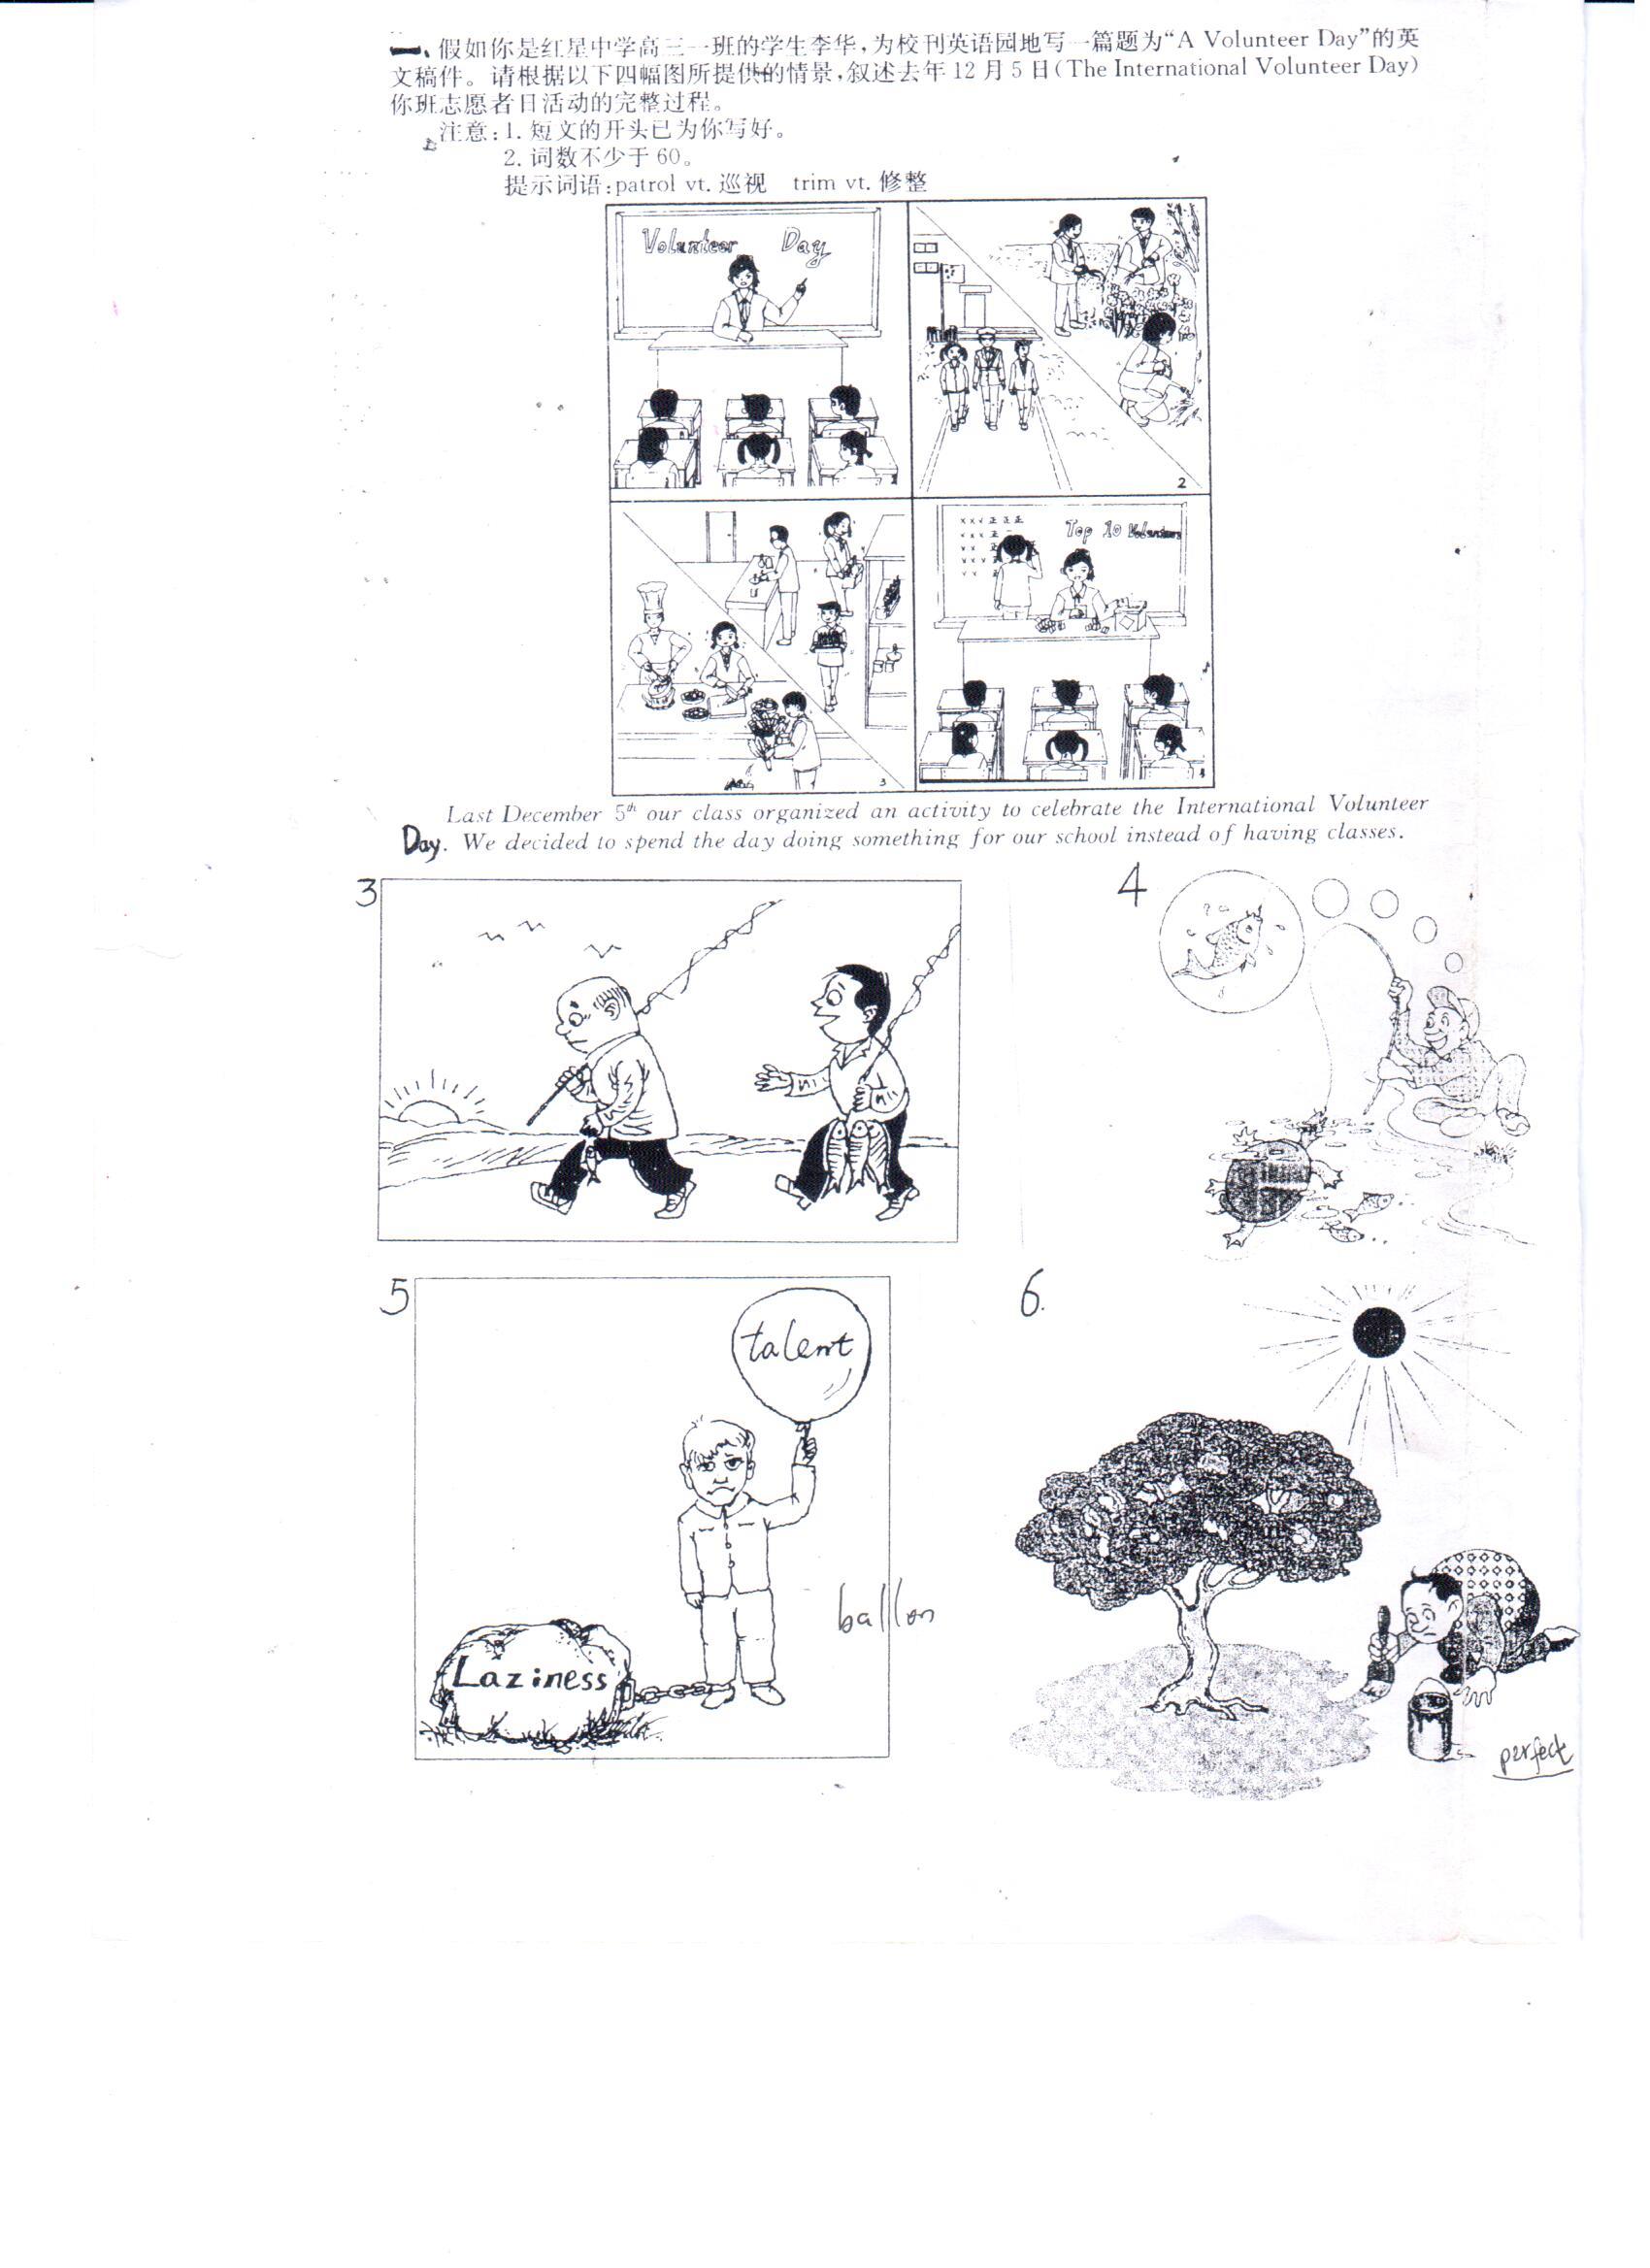 一、假如你是红星中学高三一班的学生李华,为校刊英语园地写一篇题为“A Volunteer Day”的英
文稿件。请根据以下四幅图所提供的情景,叙述去年12月5日(The International Volunteer Day)
你班志愿者日活动的完整过程。
注意:1. 短文的开头已为你写好。
2. 词数不少于60。
提示词语:patrol vt. 巡视 trim vt. 修整
Volunteer Day
2
×××正正正
Top 10 Volunteers
3
4
Last December 5th our class organized an activity to celebrate the International Volunteer
Day. We decided to spend the day doing something for our school instead of having classes.
3
4
5
talent
Laziness
ballon
6.
perfect